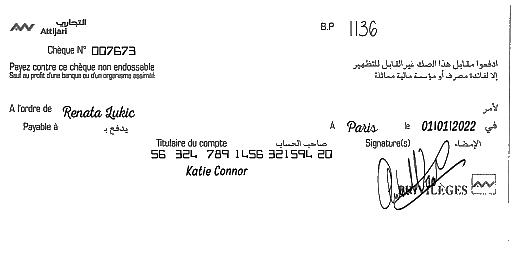 التجاري
Attijari
B.P 1136
Chèque N° 007673
Payez contre ce chèque non endossable
Sauf au profit d'une banque ou d'un organisme assimilé
ادفعوا مقابل هذا الصك غير القابل للتظهير
إلا لفائدة مصرف أو مؤسسة مالية مماثلة
A l'ordre de Renata Lukic لأمر
Payable à يدفع بـ
A Paris le 01/01/2022 في
Titulaire du compte صاحب الحساب
Signature(s) الإمضاء
56 324 789 1456 321594 20
Katie Connor
PRIVILÈGES